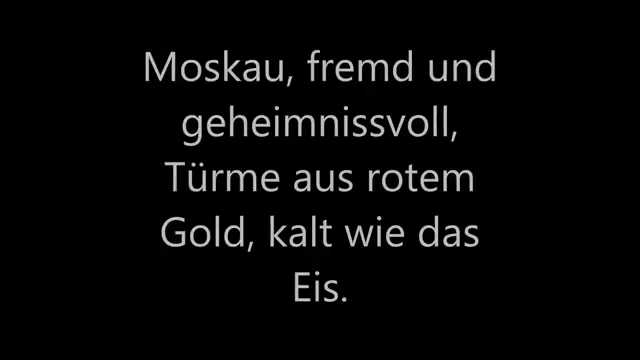 Moskau, fremd und
geheimnissvoll,
Türme aus rotem
Gold, kalt wie das
Eis.